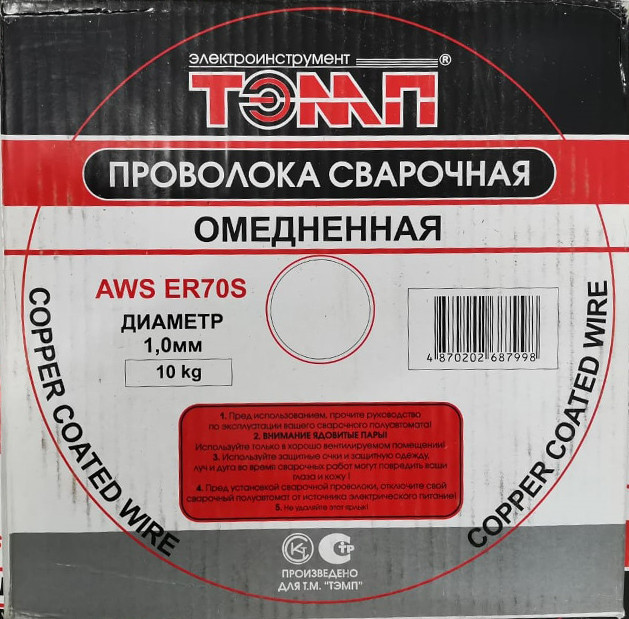 электроинструмент
ТЭМП®
ПРОВОЛОКА СВАРОЧНАЯ
ОМЕДНЕННАЯ
AWS ER70S
ДИАМЕТР
1,0мм
10 kg
4 870202 687998
COPPER COATED WIRE
COPPER COATED WIRE
1. Пред использованием, прочите руководство
по эксплуатации вашего сварочного полуавтомата!
2. ВНИМАНИЕ ЯДОВИТЫЕ ПАРЫ!
Используйте только в хорошо вентилируемом помещении!
3. Используйте защитные очки и защитную одежду,
луч и дуга во время сварочных работ могут повредить ваши
глаза и кожу !
4. Пред установкой сварочной проволоки, отключите свой
сварочный полуавтомат от источника электрического питание!
5. Не удаляйте этот ярлык!
КТ
СТР
ПРОИЗВЕДЕНО
ДЛЯ Т.М. "ТЭМП"